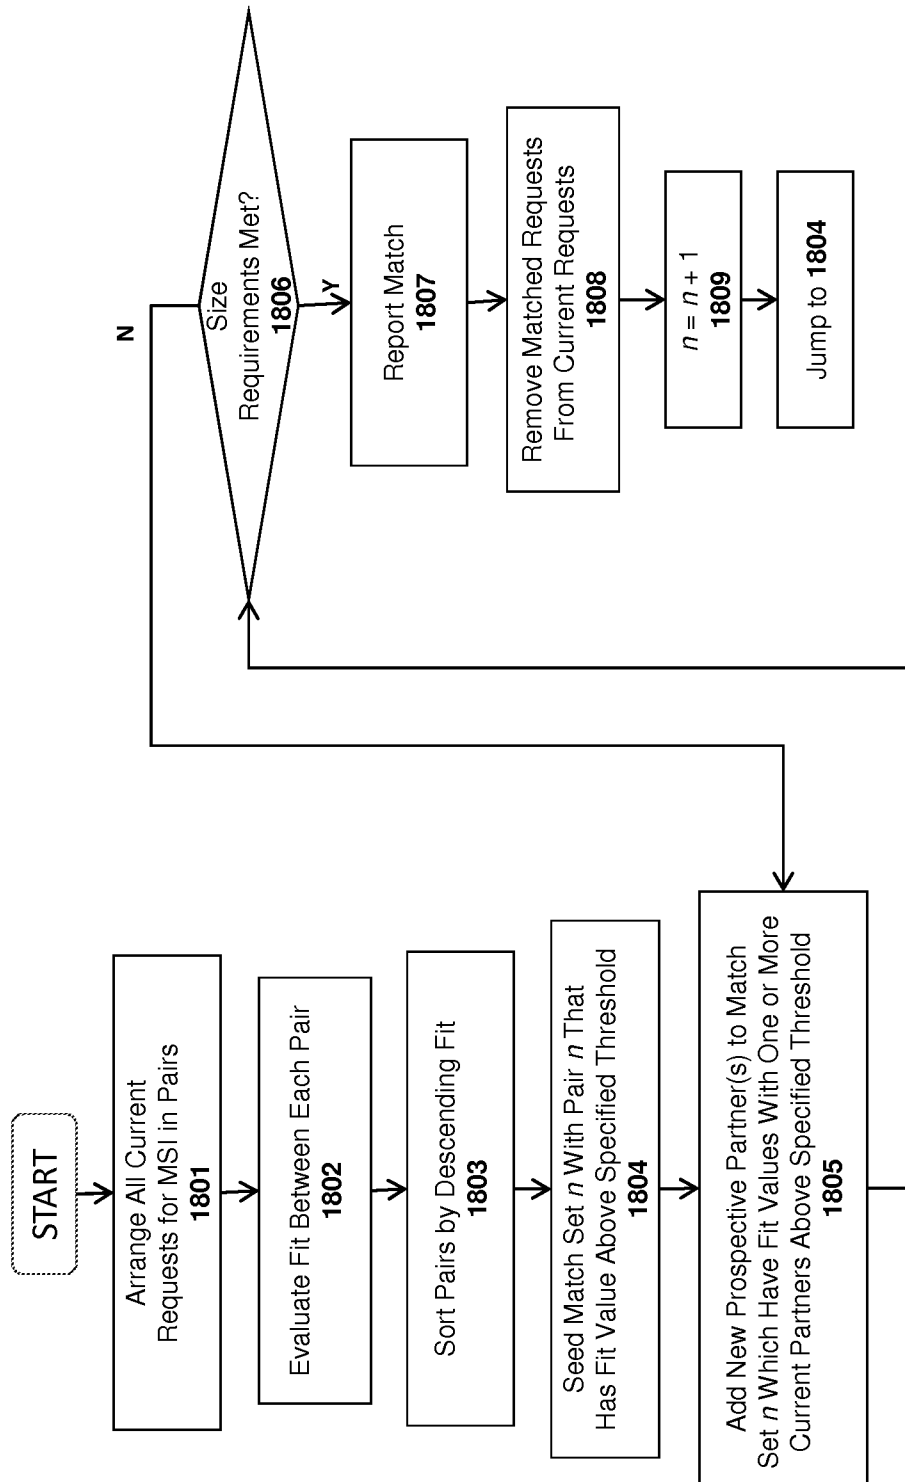 START
Arrange All Current
Requests for MSI in Pairs
1801
Evaluate Fit Between Each Pair
1802
Sort Pairs by Descending Fit
1803
Seed Match Set n With Pair n That
Has Fit Value Above Specified Threshold
1804
Add New Prospective Partner(s) to Match
Set n Which Have Fit Values With One or More
Current Partners Above Specified Threshold
1805
N
Size
Requirements Met?
1806
Y
Report Match
1807
Remove Matched Requests
From Current Requests
1808
n = n + 1
1809
Jump to 1804